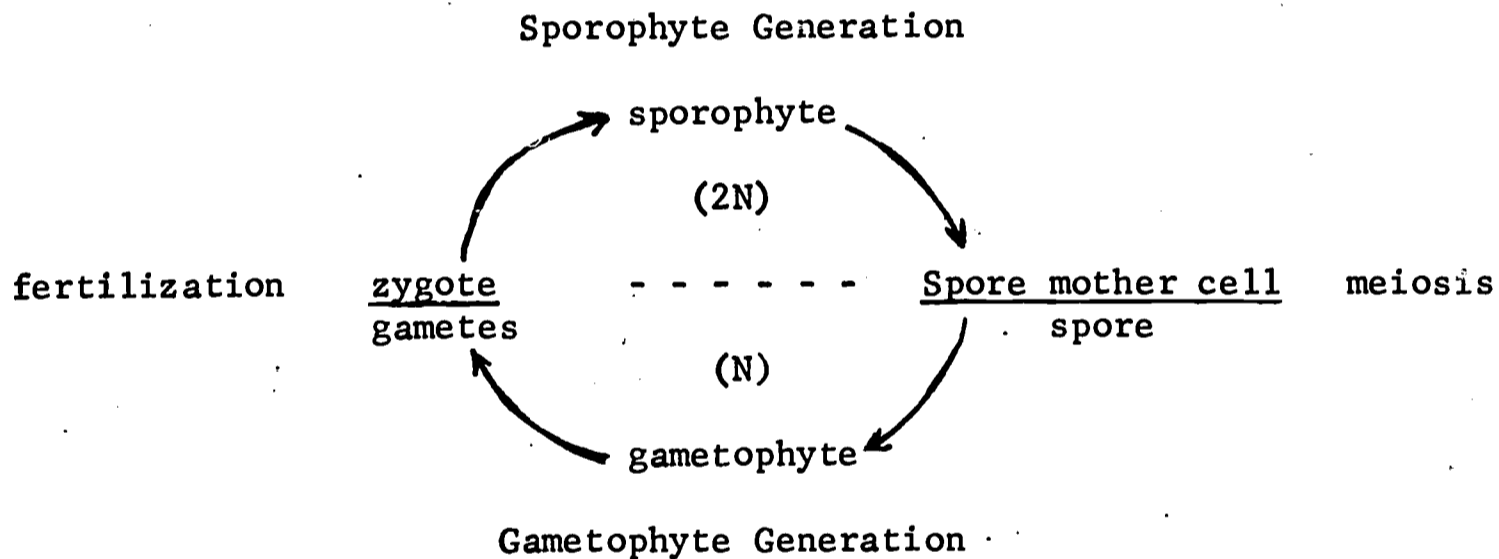 Sporophyte Generation
sporophyte
(2N)
fertilization zygote - - - - - - Spore mother cell meiosis
gametes spore
(N)
gametophyte
Gametophyte Generation